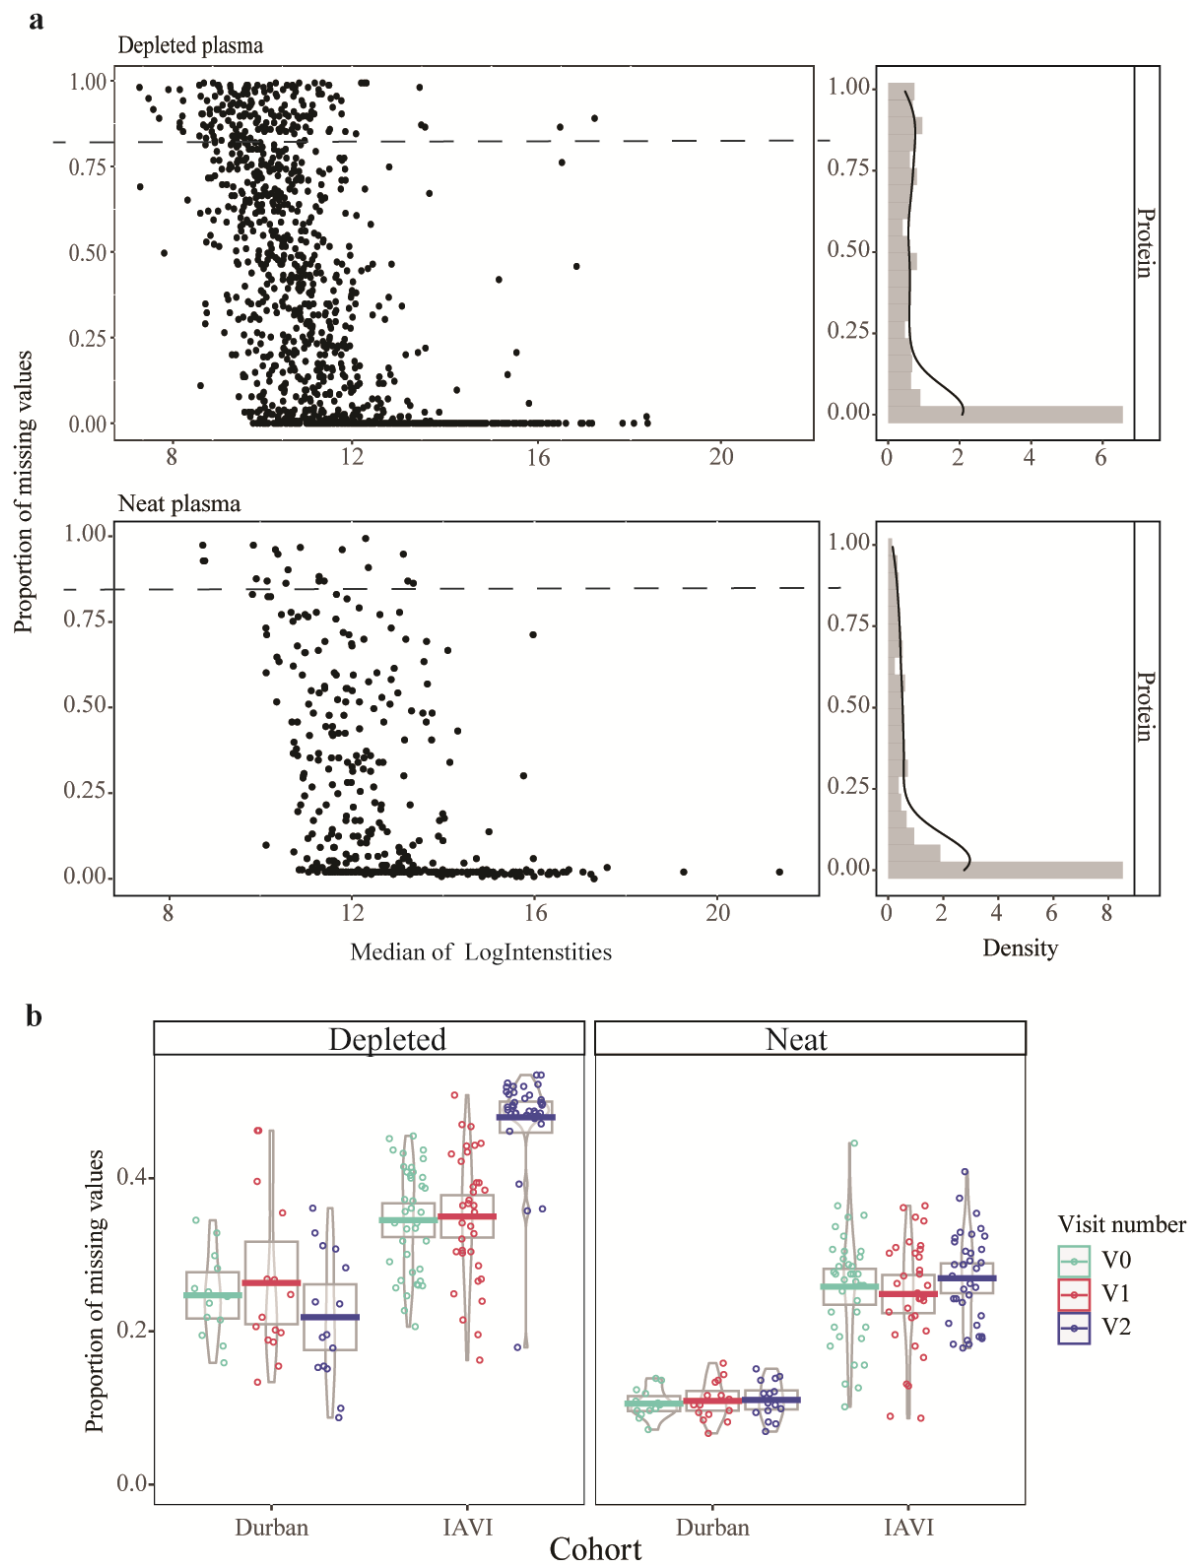 a
Depleted plasma
1.00
0.75
0.50
0.25
0.00
8 12 16 20
1.00
0.75
0.50
0.25
0.00
0 2 4 6
Protein
Proportion of missing values
Neat plasma
1.00
0.75
0.50
0.25
0.00
8 12 16 20
Median of LogIntenstities
1.00
0.75
0.50
0.25
0.00
0 2 4 6 8
Density
Protein
b
Depleted
Neat
Proportion of missing values
0.4
0.2
0.0
Durban IAVI
Durban IAVI
Cohort
Visit number
V0
V1
V2